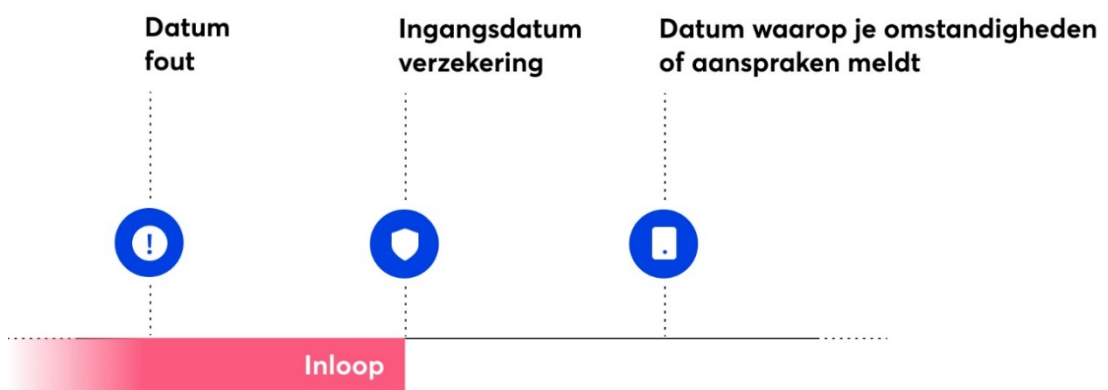 Datum
fout
Ingangsdatum
verzekering
Datum waarop je omstandigheden
of aanspraken meldt
Inloop